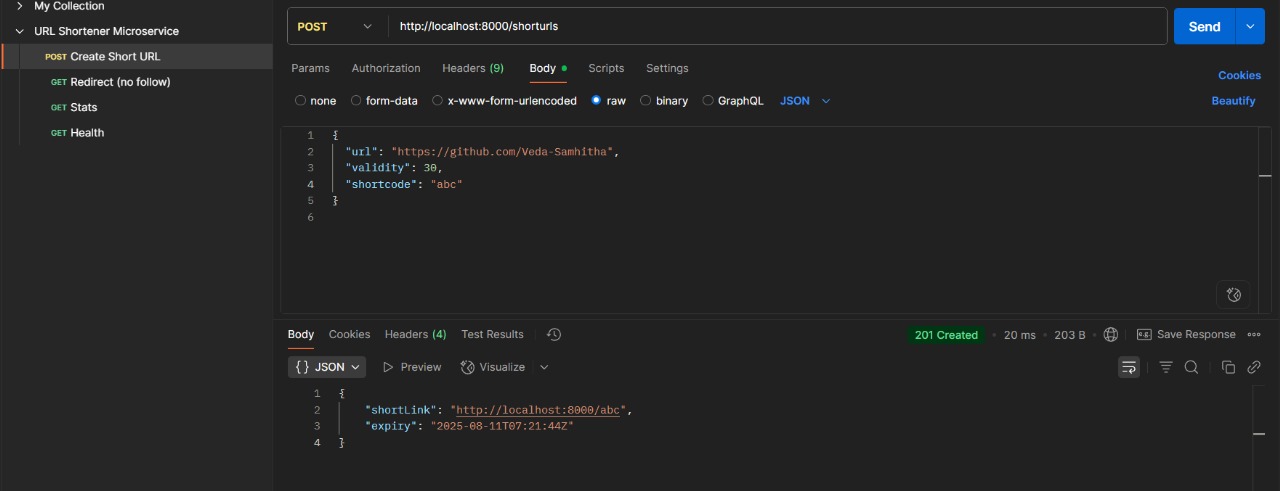 My Collection
URL Shortener Microservice
POST Create Short URL
GET Redirect (no follow)
GET Stats
GET Health
POST http://localhost:8000/shorturls Send
Params Authorization Headers (9) Body Scripts Settings Cookies
none form-data x-www-form-urlencoded raw binary GraphQL JSON Beautify
1 {
2 "url": "https://github.com/Veda-Samhitha",
3 "validity": 30,
4 "shortcode": "abc"
5 }
6
Body Cookies Headers (4) Test Results 201 Created 20 ms 203 B e.g. Save Response
{} JSON Preview Visualize
1 {
2 "shortLink": "http://localhost:8000/abc",
3 "expiry": "2025-08-11T07:21:44Z"
4 }